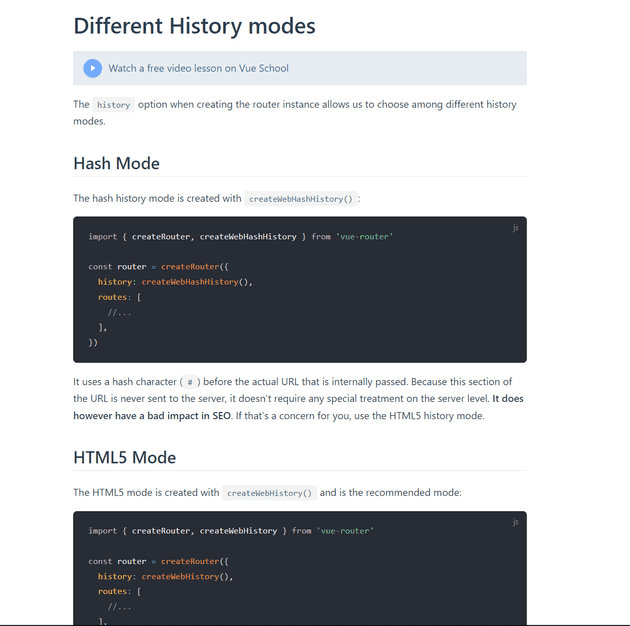 Different History modes
Watch a free video lesson on Vue School
The history option when creating the router instance allows us to choose among different history
modes.
Hash Mode
The hash history mode is created with createWebHashHistory() :
js
import { createRouter, createWebHashHistory } from 'vue-router'
const router = createRouter({
history: createWebHashHistory(),
routes: [
//...
],
})
It uses a hash character ( # ) before the actual URL that is internally passed. Because this section of
the URL is never sent to the server, it doesn't require any special treatment on the server level. It does
however have a bad impact in SEO. If that's a concern for you, use the HTML5 history mode.
HTML5 Mode
The HTML5 mode is created with createWebHistory() and is the recommended mode:
js
import { createRouter, createWebHistory } from 'vue-router'
const router = createRouter({
history: createWebHistory(),
routes: [
//...
],